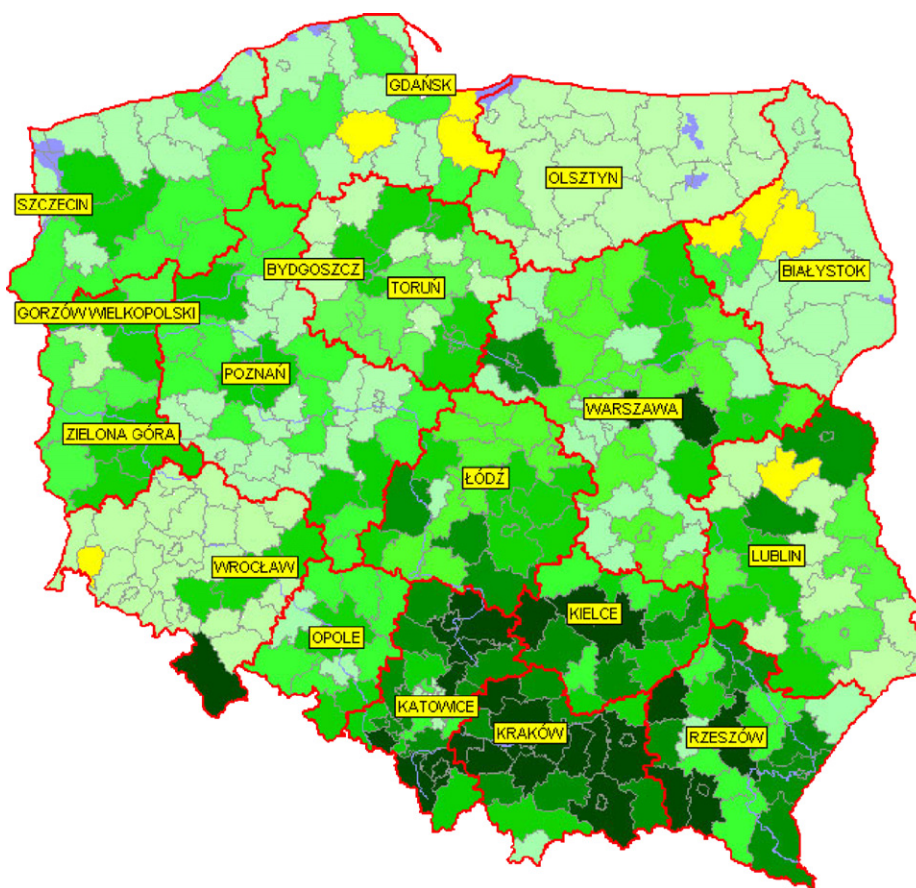 GDAŃSK
OLSZTYN
SZCZECIN
BYDGOSZCZ
BIAŁYSTOK
TORUŃ
GORZÓW WIELKOPOLSKI
POZNAŃ
WARSZAWA
ZIELONA GÓRA
ŁÓDŹ
LUBLIN
WROCŁAW
KIELCE
OPOLE
KATOWICE
KRAKÓW
RZESZÓW